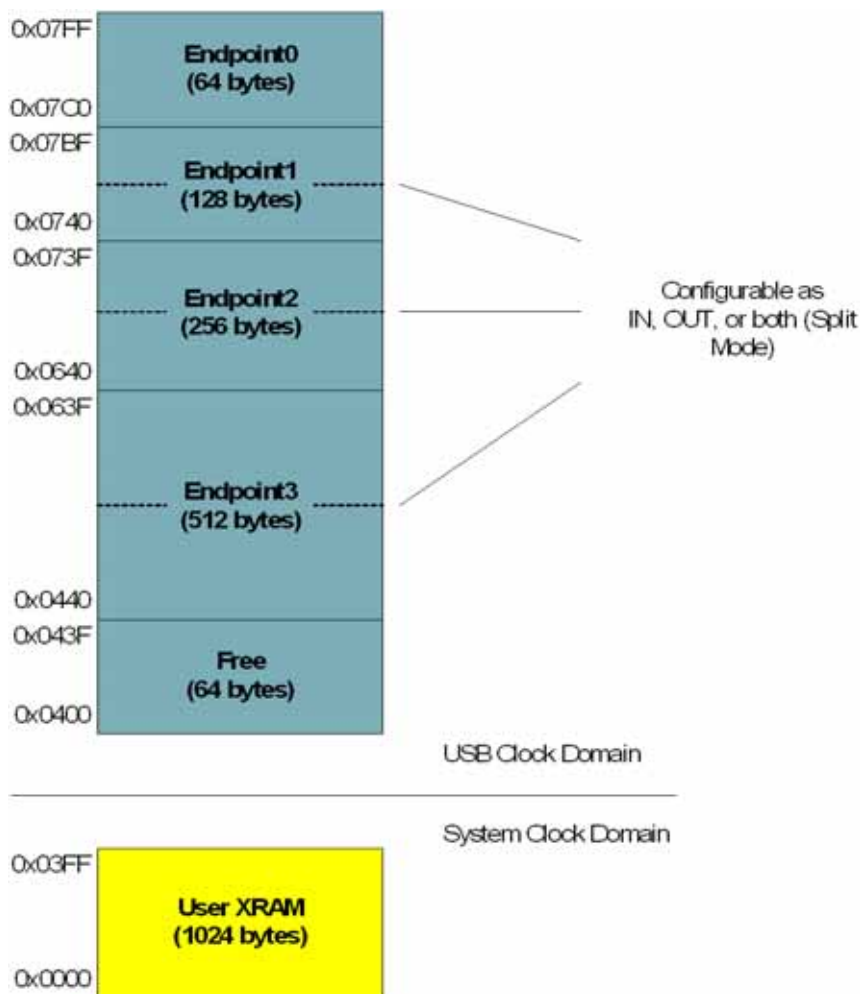 0x07FF
Endpoint0
(64 bytes)
0x07C0
0x07BF
Endpoint1
(128 bytes)
0x0740
0x073F
Endpoint2
(256 bytes)
0x0640
0x063F
Configurable as
IN, OUT, or both (Split
Mode)
Endpoint3
(512 bytes)
0x0440
0x043F
Free
(64 bytes)
0x0400
USB Clock Domain
System Clock Domain
0x03FF
User XRAM
(1024 bytes)
0x0000